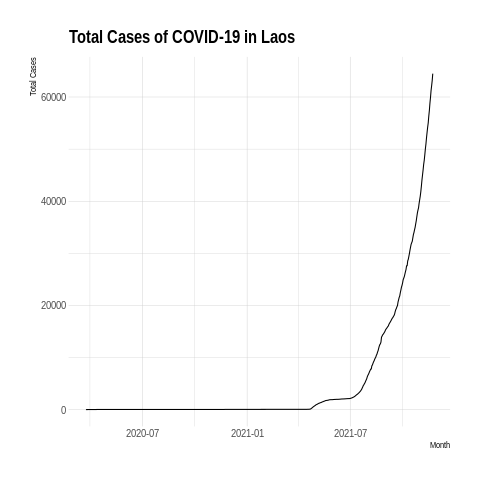 Total Cases of COVID-19 in Laos
Total Cases
60000
40000
20000
0
2020-07
2021-01
2021-07
Month